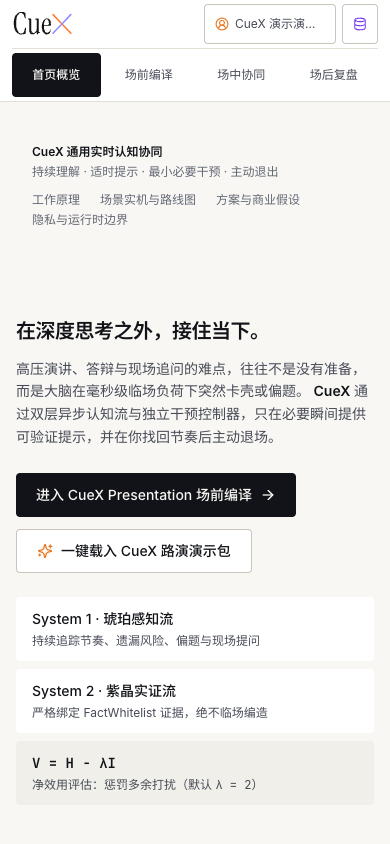 CueX
CueX 演示演...
首页概览
场前编译
场中协同
场后复盘
CueX 通用实时认知协同
持续理解 · 适时提示 · 最小必要干预 · 主动退出
工作原理 场景实机与路线图 方案与商业假设
隐私与运行时边界
在深度思考之外，接住当下。
高压演讲、答辩与现场追问的难点，往往不是没有准备，
而是大脑在毫秒级临场负荷下突然卡壳或偏题。 CueX 通
过双层异步认知流与独立干预控制器，只在必要瞬间提供
可验证提示，并在你找回节奏后主动退场。
进入 CueX Presentation 场前编译 →
一键载入 CueX 路演演示包
System 1 · 琥珀感知流
持续追踪节奏、遗漏风险、偏题与现场提问
System 2 · 紫晶实证流
严格绑定 FactWhitelist 证据，绝不临场编造
V = H - λI
净效用评估：惩罚多余打扰（默认 λ = 2）